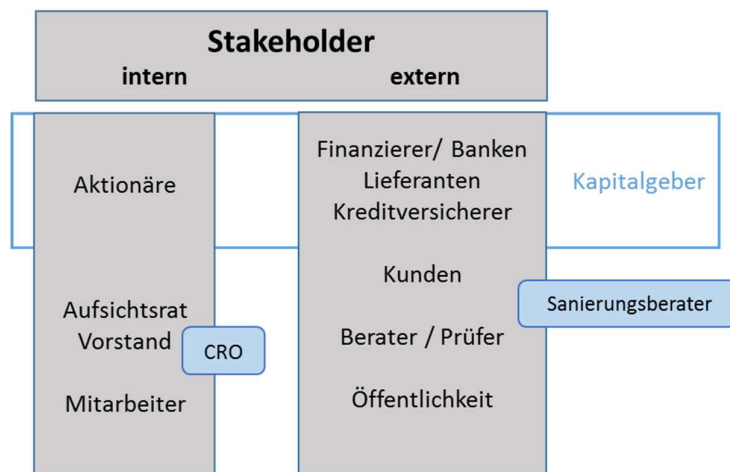 Stakeholder
intern extern
Aktionäre
Aufsichtsrat
Vorstand
CRO
Mitarbeiter
Finanzierer/ Banken
Lieferanten
Kreditversicherer
Kunden
Berater / Prüfer
Öffentlichkeit
Kapitalgeber
Sanierungsberater